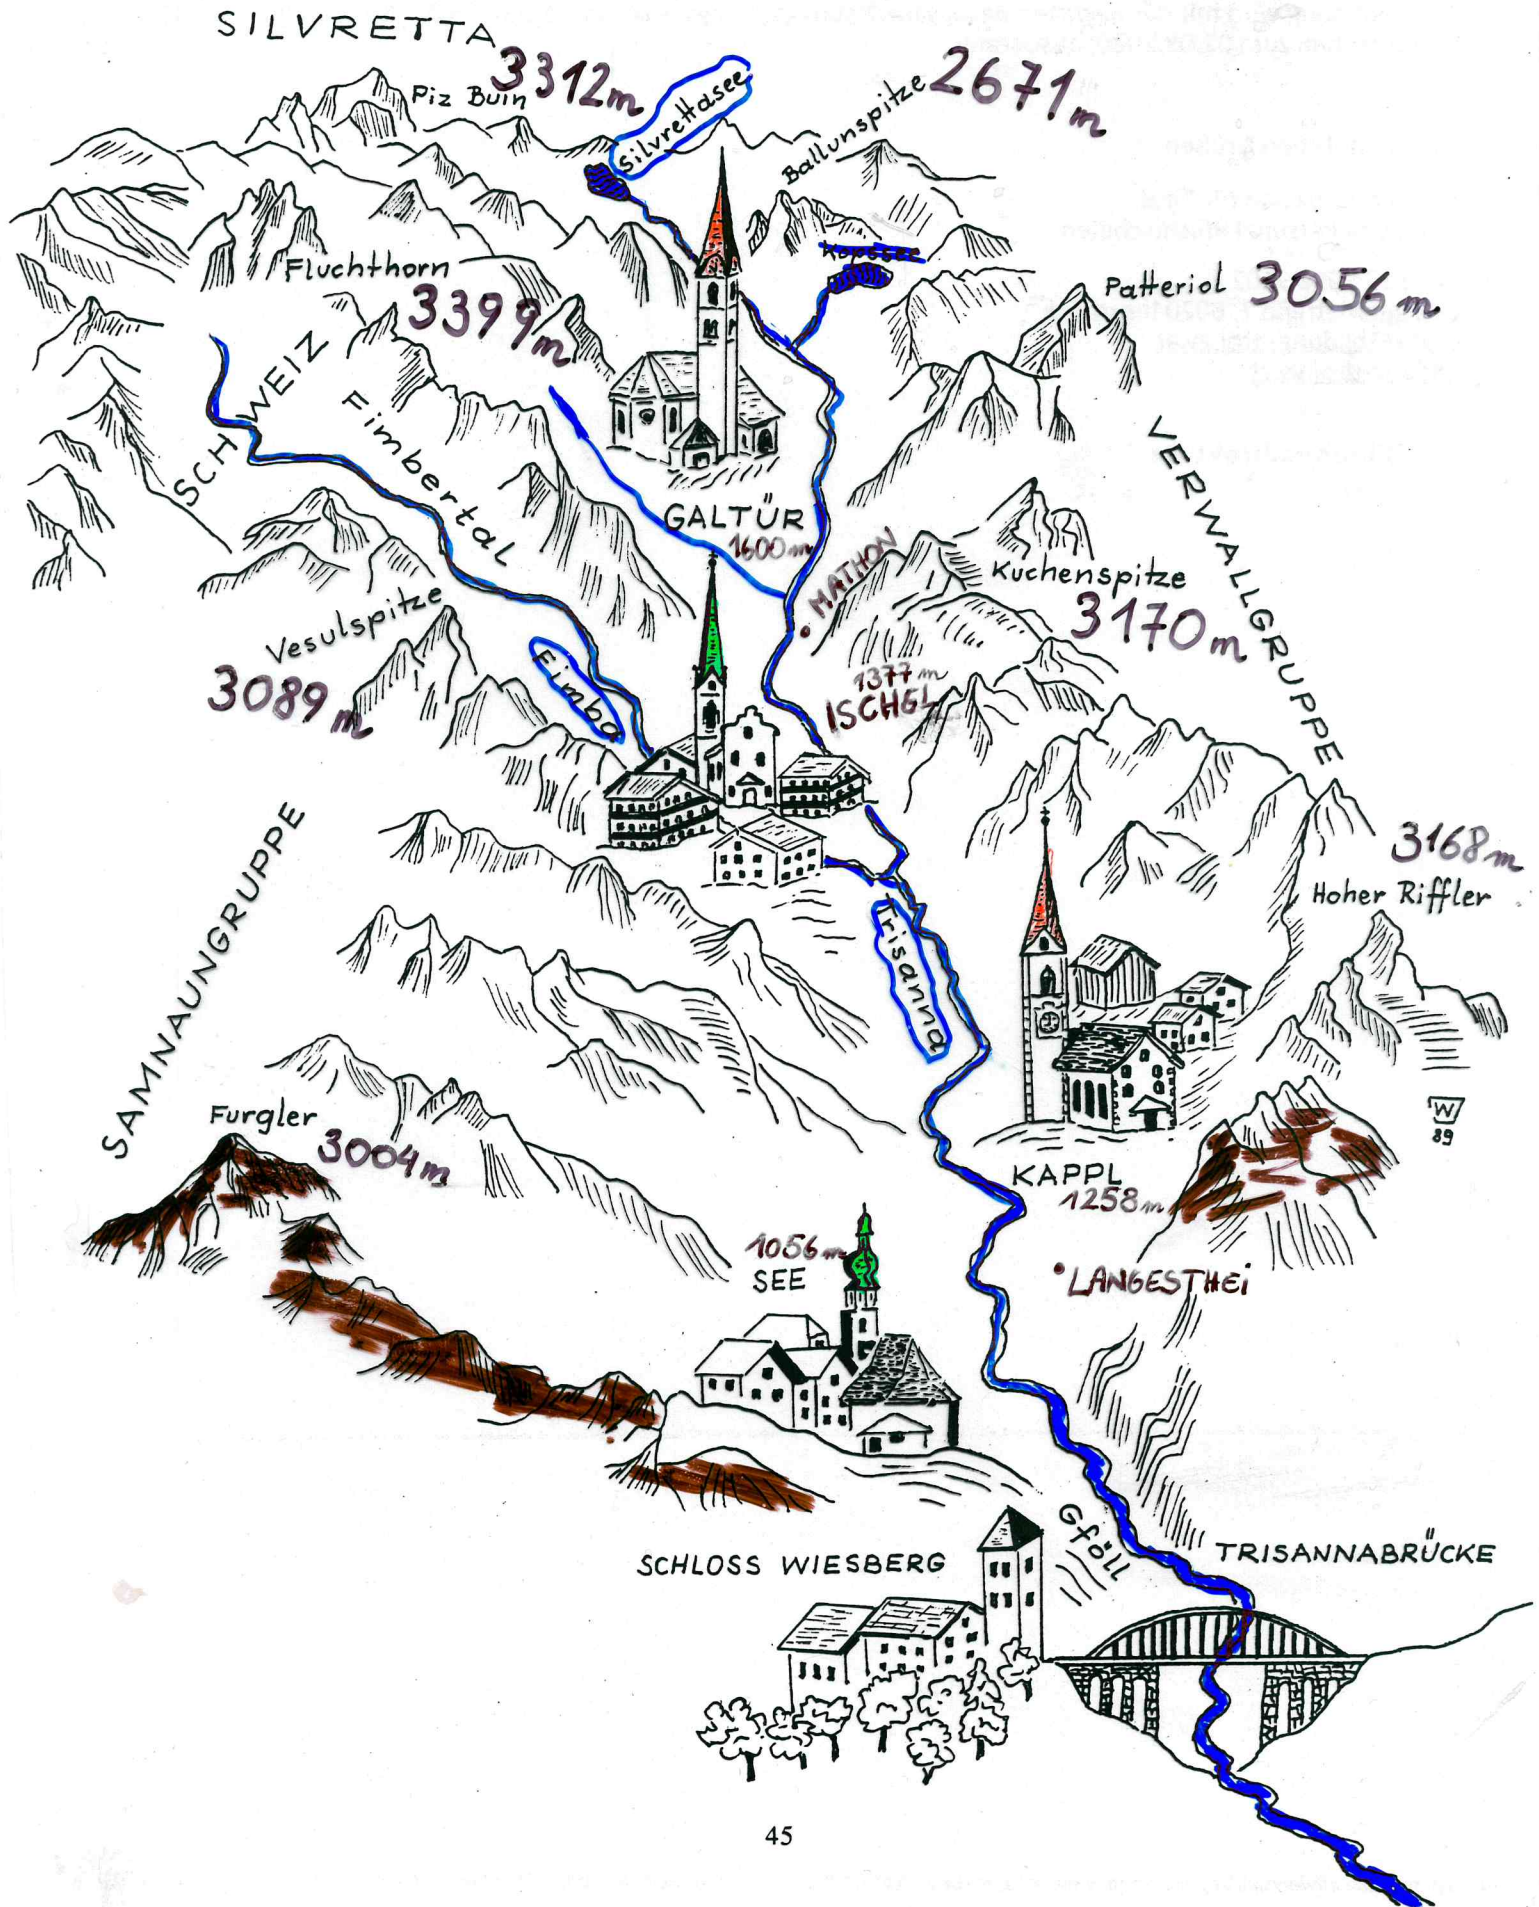 SILVRETTA
Piz Buin 3312m
Silvrettasee
Ballunspitze 2671m
Fluchthorn
3399m
Patteriol 3056m
SCHWEIZ
Fimbertal
VERWALLGRUPPE
GALTÜR
1600m
MATHON
Kuchenspitze
3170m
Vesulspitze
3089m
Fimba
1377m
ISCHGL
3168m
Hoher Riffler
SAMNAUNGRUPPE
Trisanna
W
89
Furgler
3004m
KAPPL
1258m
1056m
SEE
LANGESTHEI
Gföll
SCHLOSS WIESBERG
TRISANNABRÜCKE
45